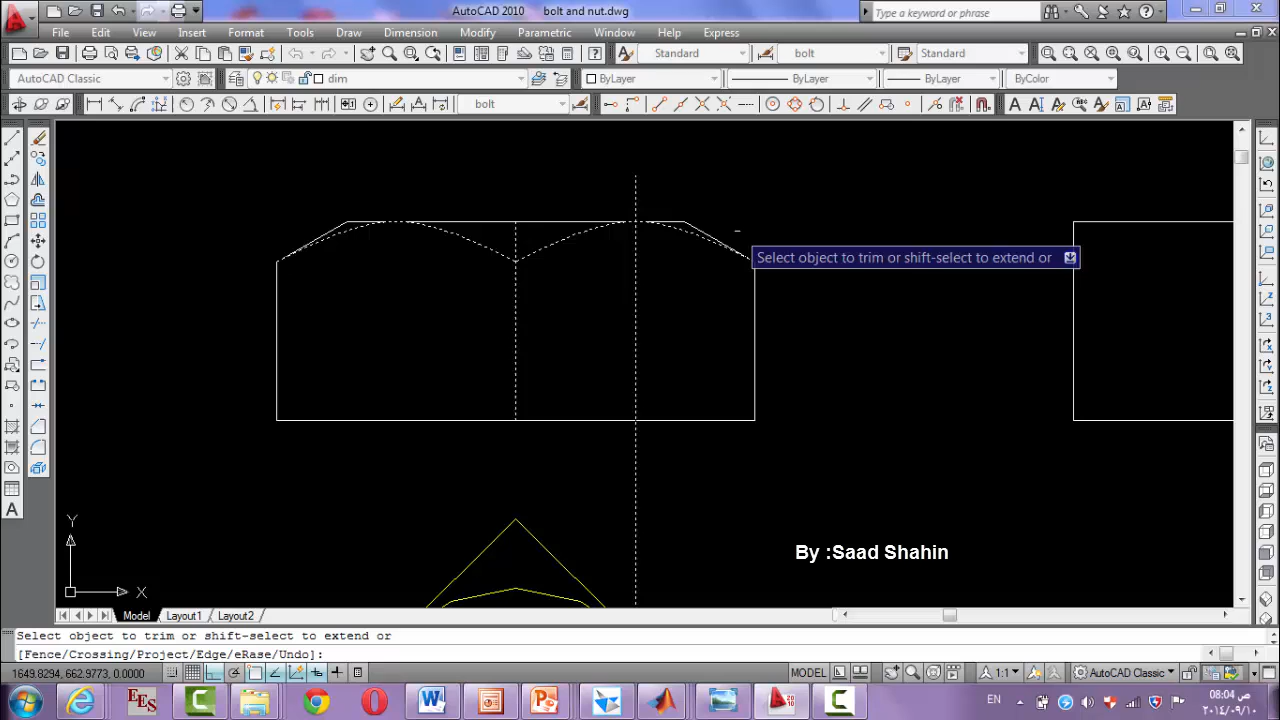 AutoCAD 2010 bolt and nut.dwg
Type a keyword or phrase
File Edit View Insert Format Tools Draw Dimension Modify Parametric Window Help Express
Standard bolt Standard
AutoCAD Classic dim ByLayer ByLayer ByLayer ByColor
bolt
Select object to trim or shift-select to extend or
By :Saad Shahin
Y
X
Model Layout1 Layout2
Select object to trim or shift-select to extend or
[Fence/Crossing/Project/Edge/eRase/Undo]:
1649.8294, 662.9773, 0.0000 MODEL 1:1 AutoCAD Classic
EN 08:04 ص
٢٠١٤/٠٩/١٠